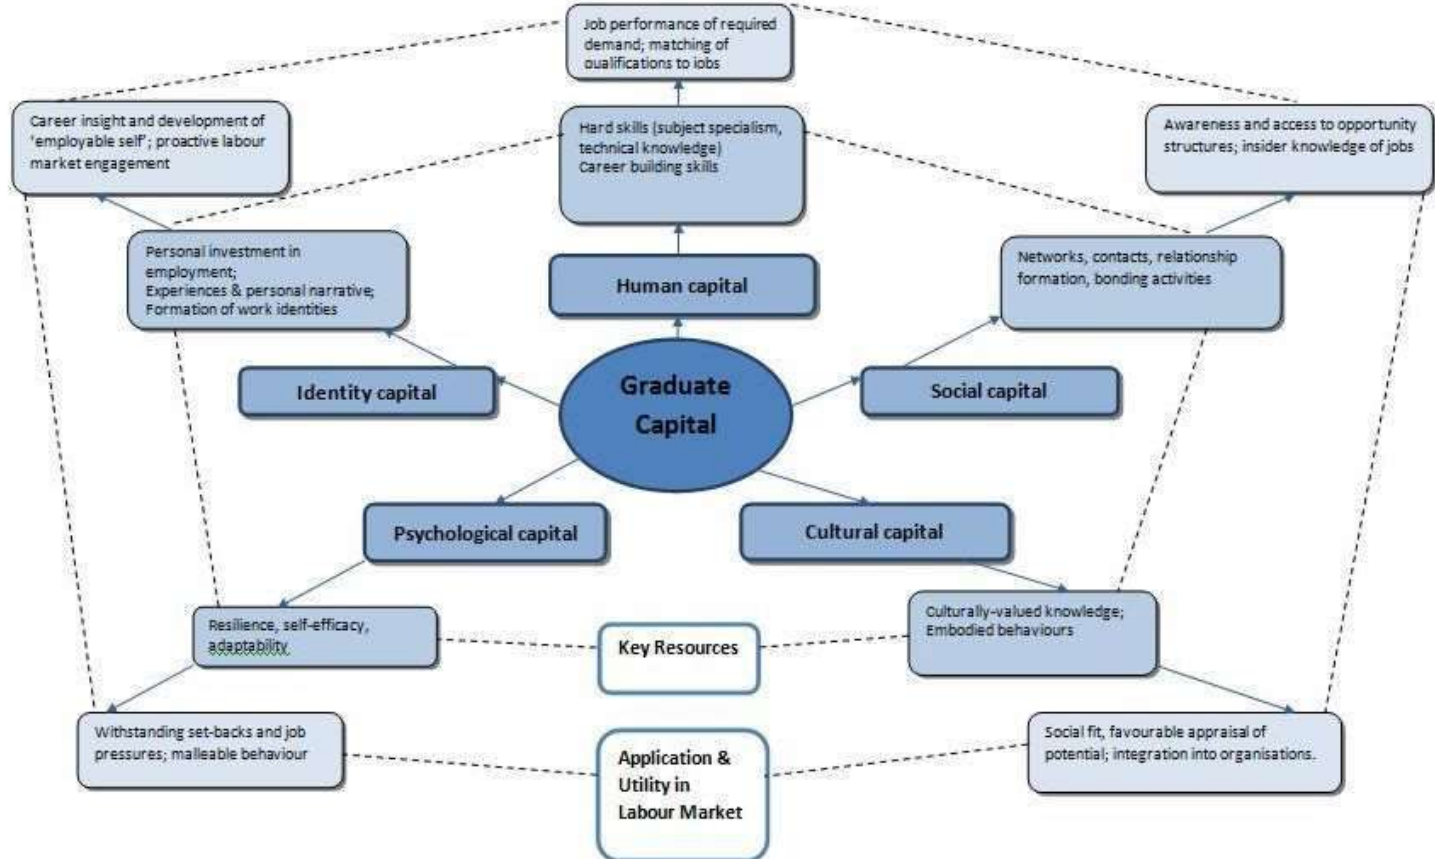 Job performance of required
demand; matching of
qualifications to jobs
Career insight and development of
'employable self'; proactive labour
market engagement
Hard skills (subject specialism,
technical knowledge)
Career building skills
Awareness and access to opportunity
structures; insider knowledge of jobs
Personal investment in
employment;
Experiences & personal narrative;
Formation of work identities
Human capital
Networks, contacts, relationship
formation, bonding activities
Identity capital
Graduate
Capital
Social capital
Psychological capital
Cultural capital
Resilience, self-efficacy,
adaptability
Key Resources
Culturally-valued knowledge;
Embodied behaviours
Withstanding set-backs and job
pressures; malleable behaviour
Application &
Utility in
Labour Market
Social fit, favourable appraisal of
potential; integration into organisations.